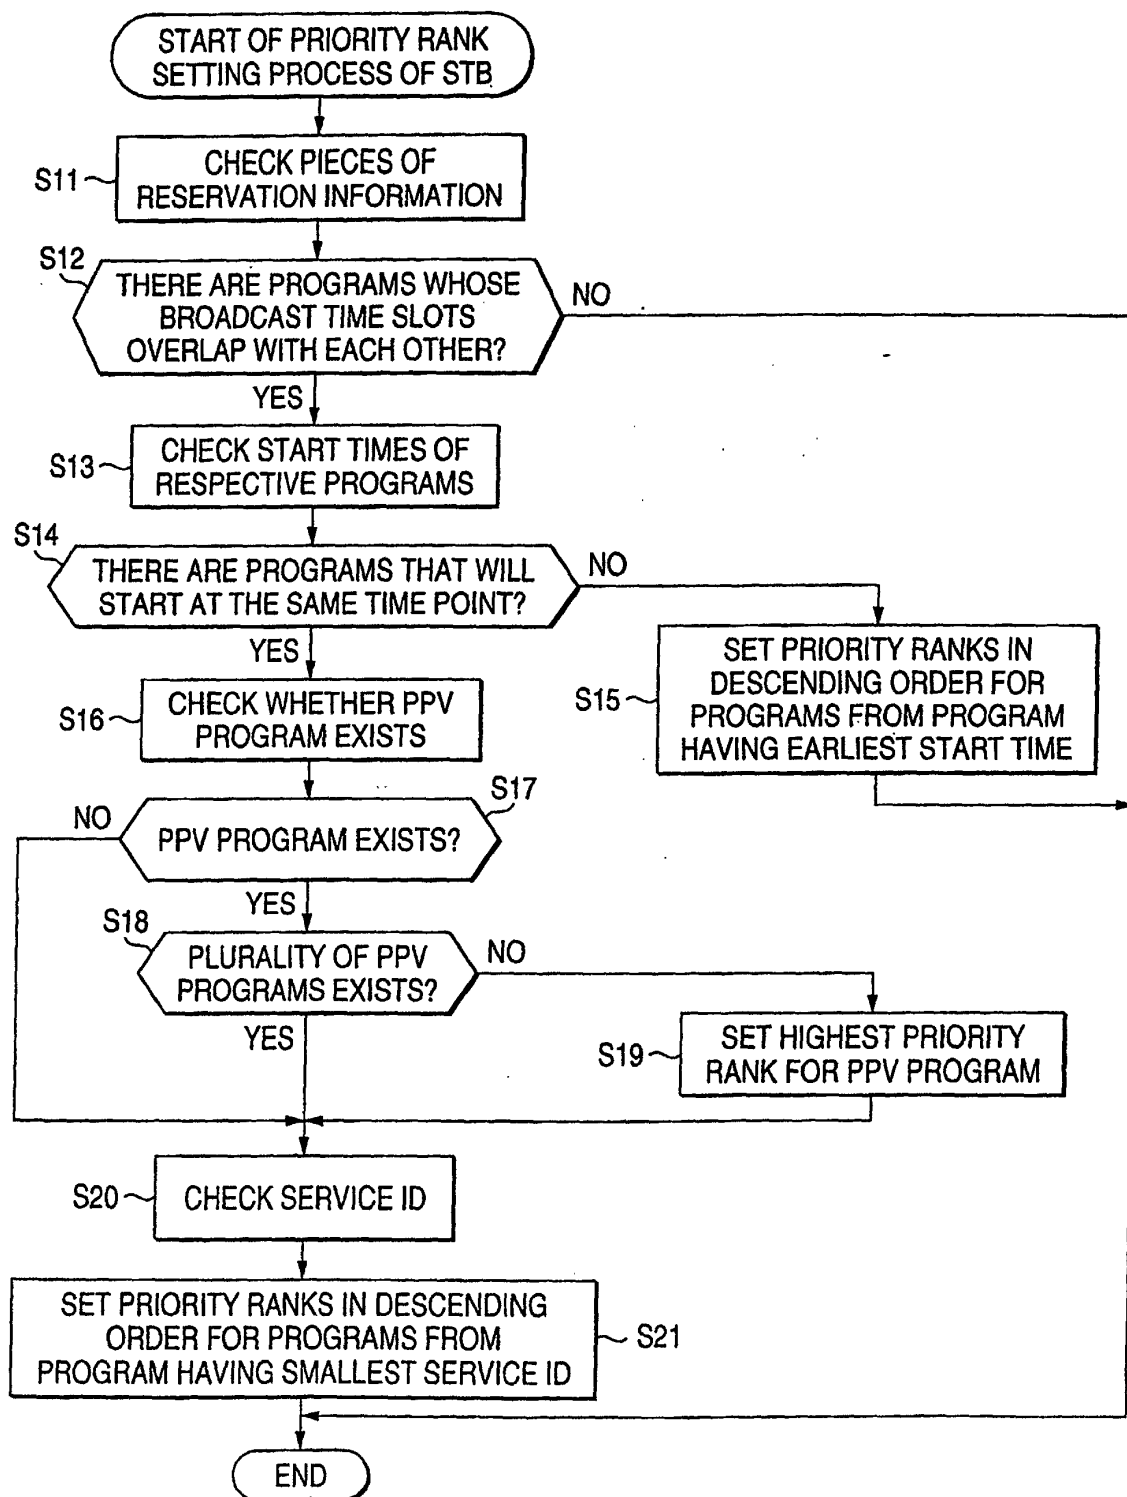 START OF PRIORITY RANK
SETTING PROCESS OF STB
S11
CHECK PIECES OF
RESERVATION INFORMATION
S12
THERE ARE PROGRAMS WHOSE
BROADCAST TIME SLOTS
OVERLAP WITH EACH OTHER?
NO
YES
S13
CHECK START TIMES OF
RESPECTIVE PROGRAMS
S14
THERE ARE PROGRAMS THAT WILL
START AT THE SAME TIME POINT?
NO
YES
S15
SET PRIORITY RANKS IN
DESCENDING ORDER FOR
PROGRAMS FROM PROGRAM
HAVING EARLIEST START TIME
S16
CHECK WHETHER PPV
PROGRAM EXISTS
S17
NO
PPV PROGRAM EXISTS?
YES
S18
PLURALITY OF PPV
PROGRAMS EXISTS?
NO
YES
S19
SET HIGHEST PRIORITY
RANK FOR PPV PROGRAM
S20
CHECK SERVICE ID
SET PRIORITY RANKS IN DESCENDING
ORDER FOR PROGRAMS FROM
PROGRAM HAVING SMALLEST SERVICE ID
S21
END